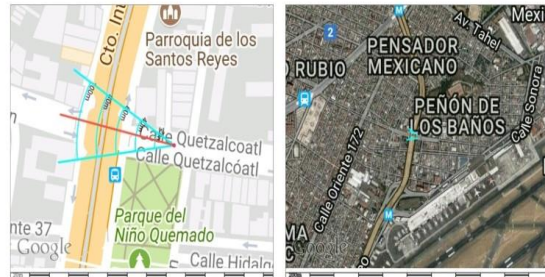 Cto. Int
Parroquia de los
Santos Reyes
Calle Quetzalcoatl
Calle Quetzalcóatl
Parque del
Niño Quemado
nte 37
Google
Calle Hidalg
M
Mexi
Av. Tahel
2
PENSADOR
MEXICANO
O RUBIO
PEÑÓN DE
LOS BAÑOS
Calle Sonora
Calle Oriente 172
MA
C
M
Google
o